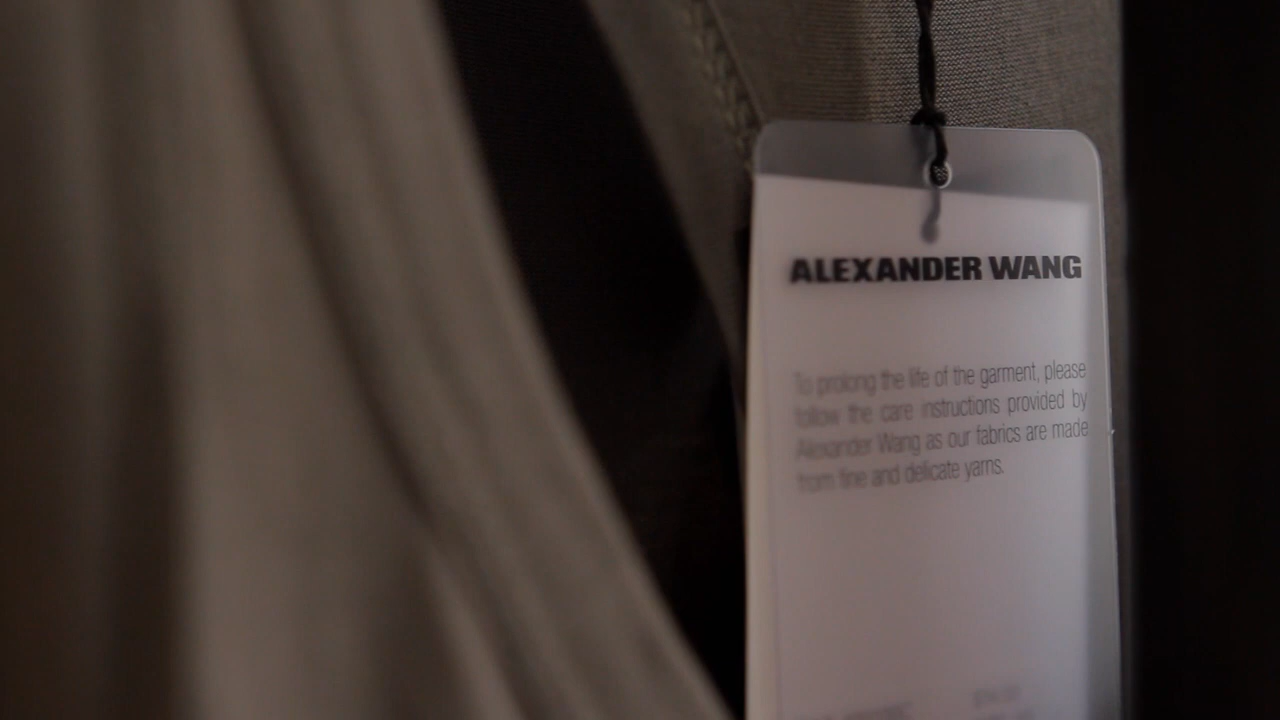 ALEXANDER WANG
To prolong the life of the garment, please
follow the care instructions provided by
Alexander Wang as our fabrics are made
from fine and delicate yarns.